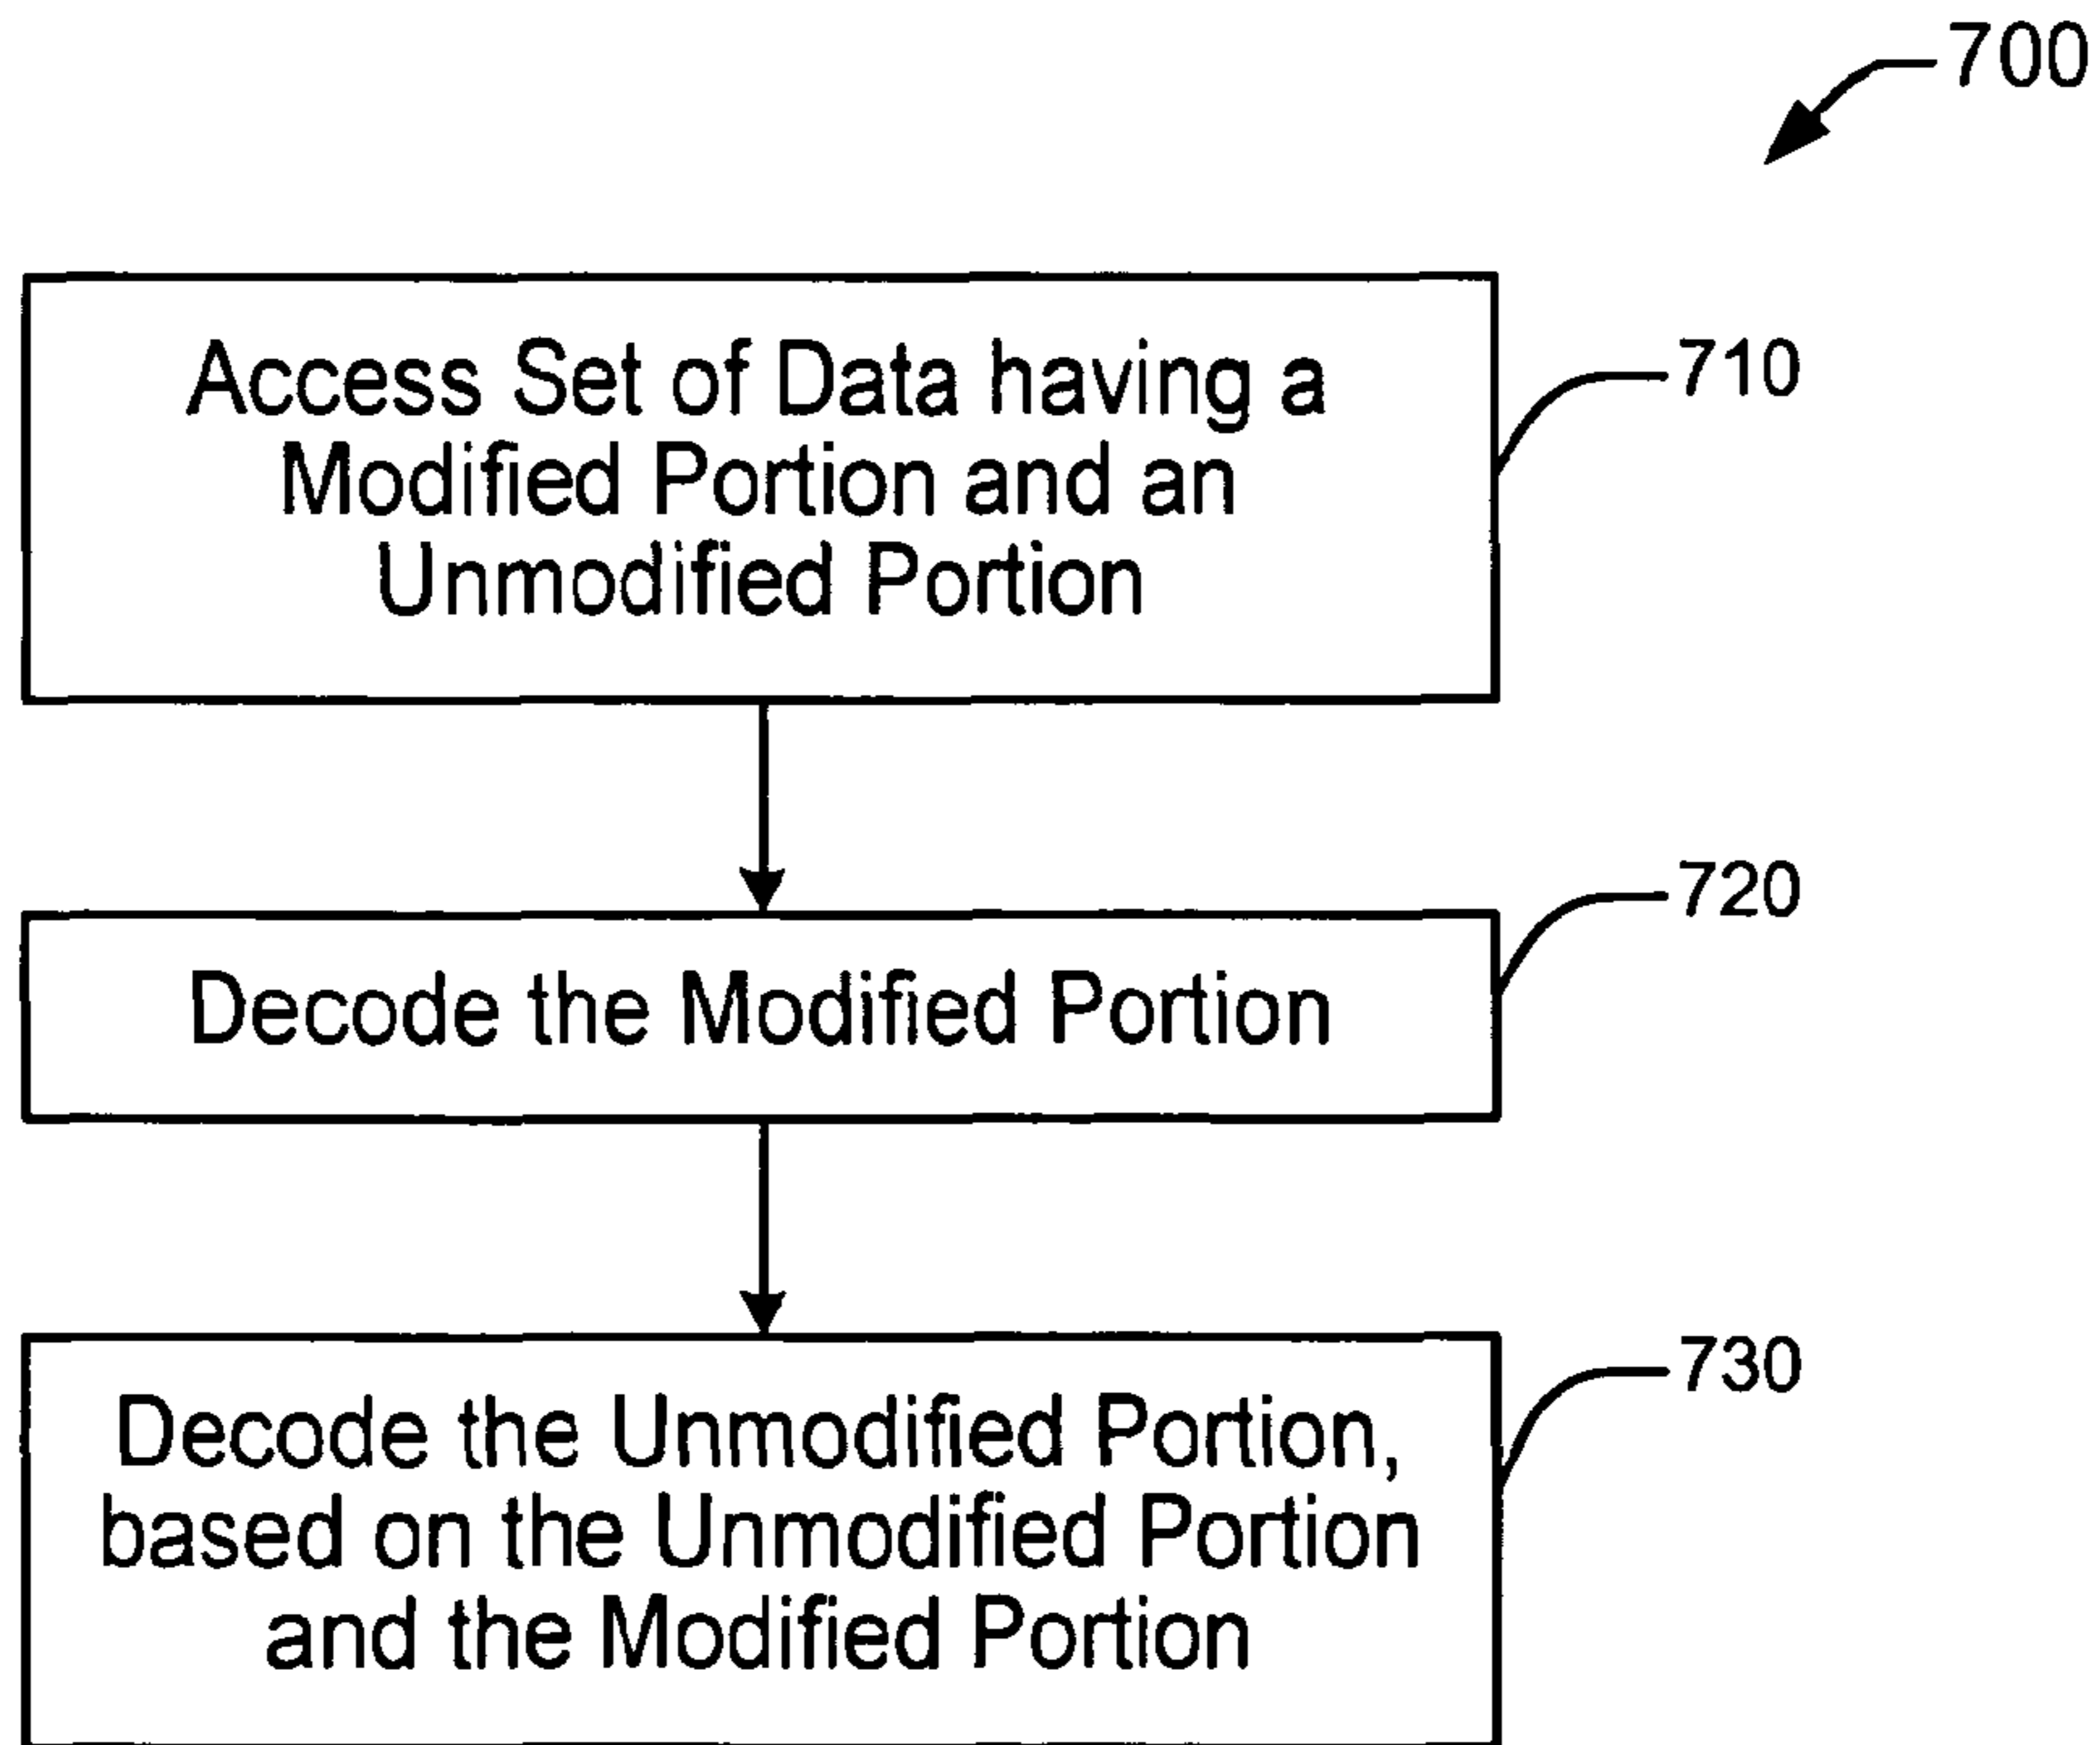 700
Access Set of Data having a
Modified Portion and an
Unmodified Portion
710
Decode the Modified Portion
720
Decode the Unmodified Portion,
based on the Unmodified Portion
and the Modified Portion
730